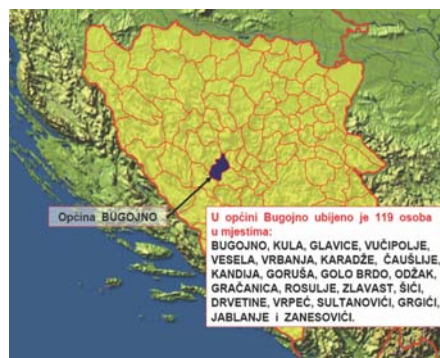 Općina BUGOJNO
U općini Bugojno ubijeno je 119 osoba
u mjestima:
BUGOJNO, KULA, GLAVICE, VUČIPOLJE,
VESELA, VRBANJA, KARADŽE, ČAUŠLIJE,
KANDIJA, GORUŠA, GOLO BRDO, ODŽAK,
GRAČANICA, ROSULJE, ZLAVAST, ŠIĆI,
DRVETINE, VRPEĆ, SULTANOVIĆI, GRGIĆI,
JABLANJE i ZANESOVIĆI.